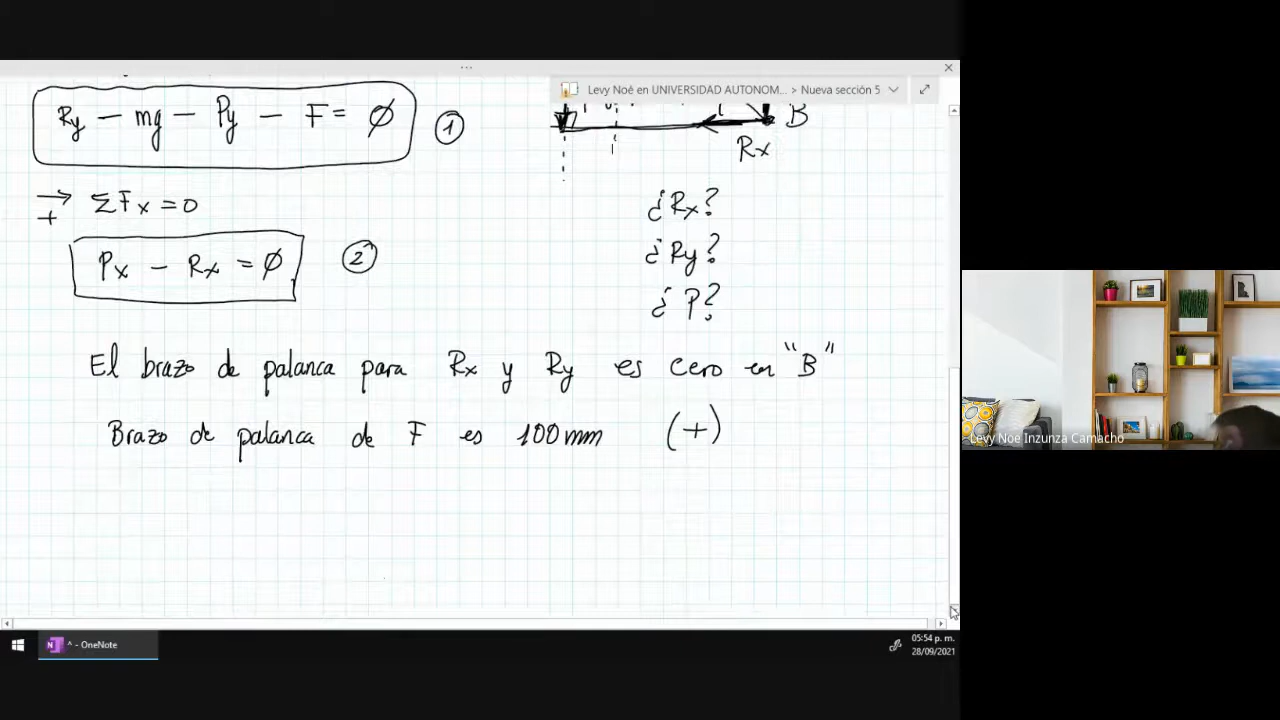 Levy Noé en UNIVERSIDAD AUTONOM... > Nueva sección 5
Ry — mg — Py — F = ∅ ①
B
Rx
→ + ΣFx = 0
Px — Rx = ∅ ②
¿Rx?
¿Ry?
¿P?
El brazo de palanca para Rx y Ry es cero en "B"
Brazo de palanca de F es 100 mm (+)
Levy Noe Inzunza Camacho
^ - OneNote
05:54 p. m.
28/09/2021